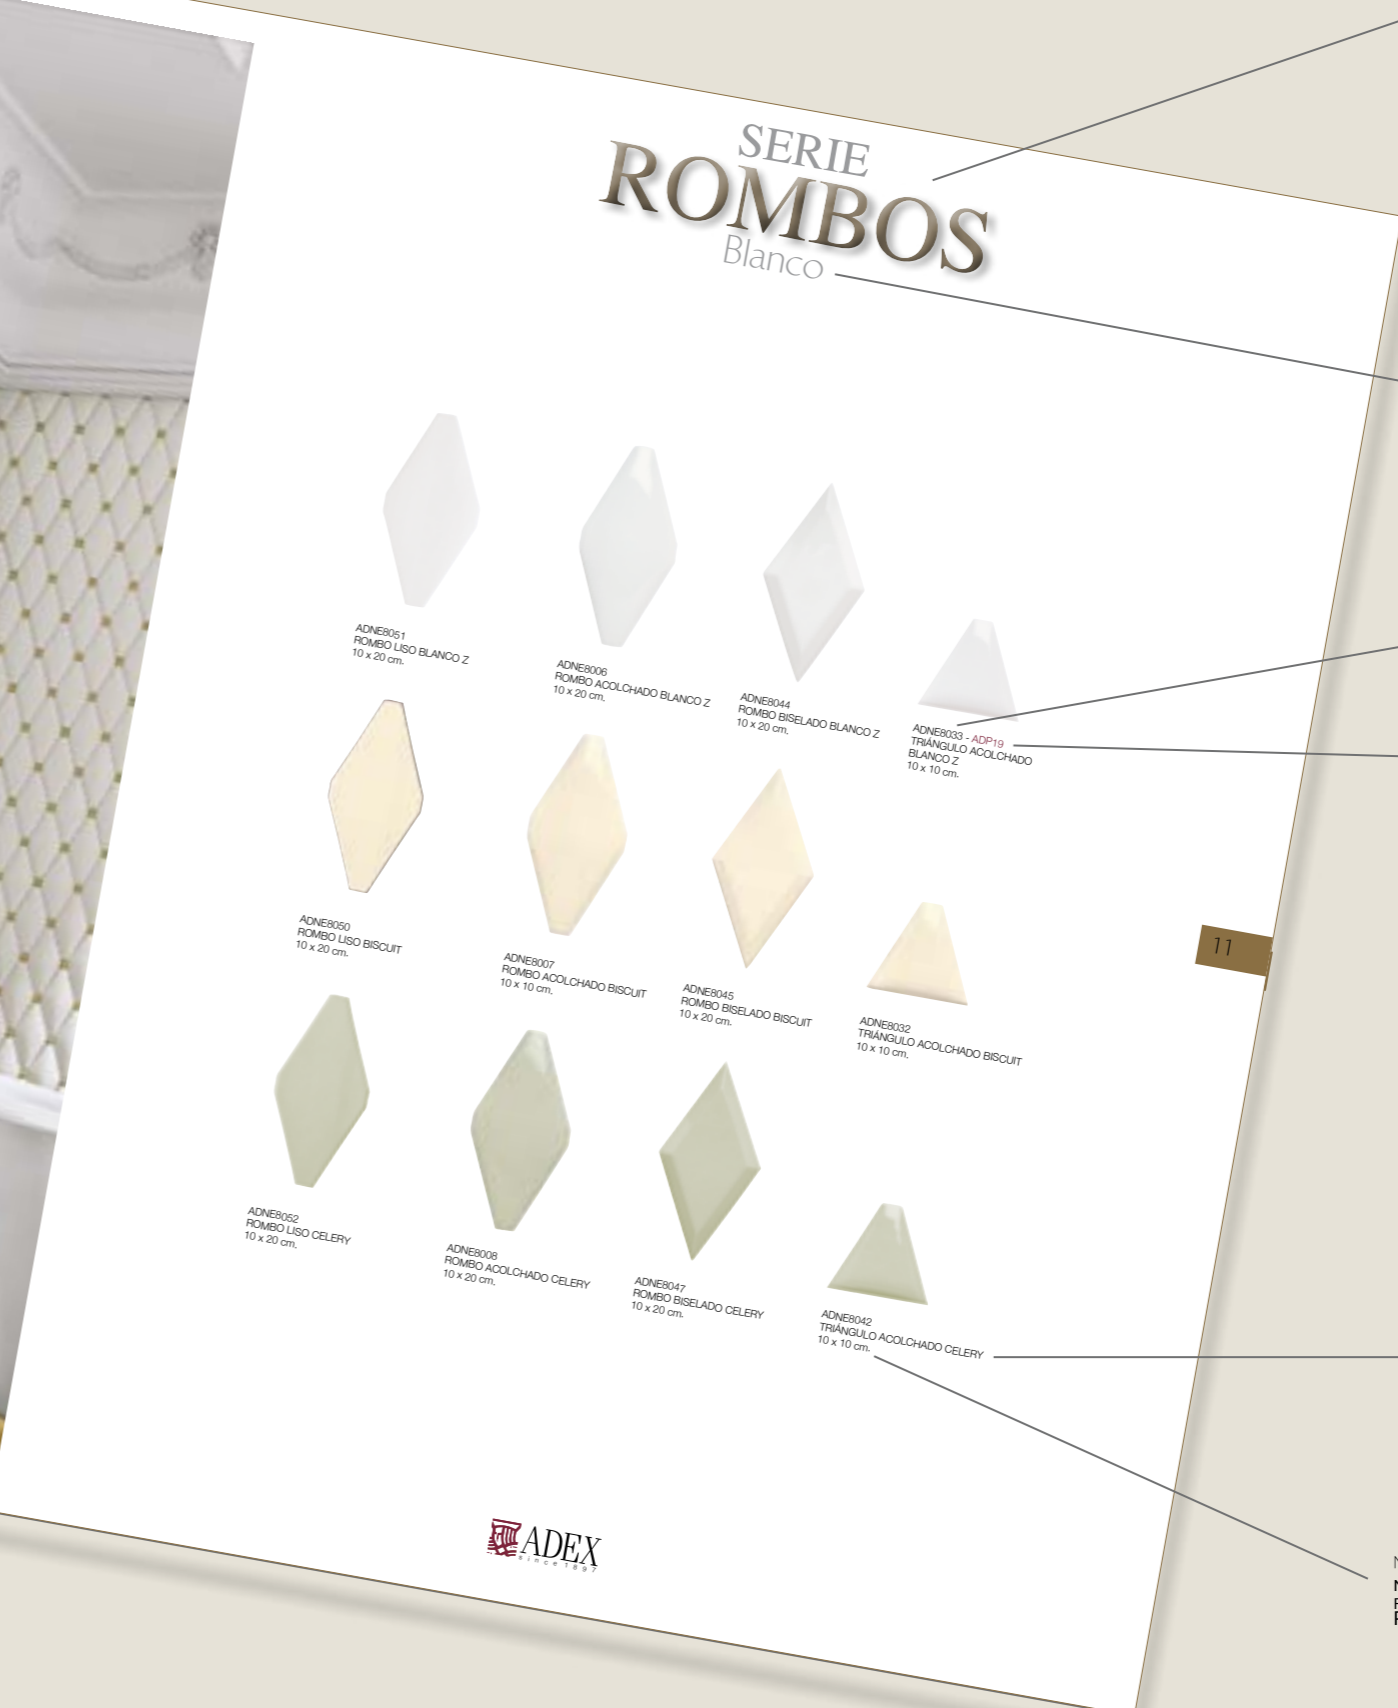 SERIE
ROMBOS
Blanco
ADNE8051
ROMBO LISO BLANCO Z
10 x 20 cm.
ADNE8006
ROMBO ACOLCHADO BLANCO Z
10 x 20 cm.
ADNE8044
ROMBO BISELADO BLANCO Z
10 x 20 cm.
ADNE8033 - ADP19
TRIÁNGULO ACOLCHADO
BLANCO Z
10 x 10 cm.
ADNE8050
ROMBO LISO BISCUIT
10 x 20 cm.
ADNE8007
ROMBO ACOLCHADO BISCUIT
10 x 10 cm.
ADNE8045
ROMBO BISELADO BISCUIT
10 x 20 cm.
ADNE8032
TRIÁNGULO ACOLCHADO BISCUIT
10 x 10 cm.
11
ADNE8052
ROMBO LISO CELERY
10 x 20 cm.
ADNE8008
ROMBO ACOLCHADO CELERY
10 x 20 cm.
ADNE8047
ROMBO BISELADO CELERY
10 x 20 cm.
ADNE8042
TRIÁNGULO ACOLCHADO CELERY
10 x 10 cm.
ADEX
since 1897